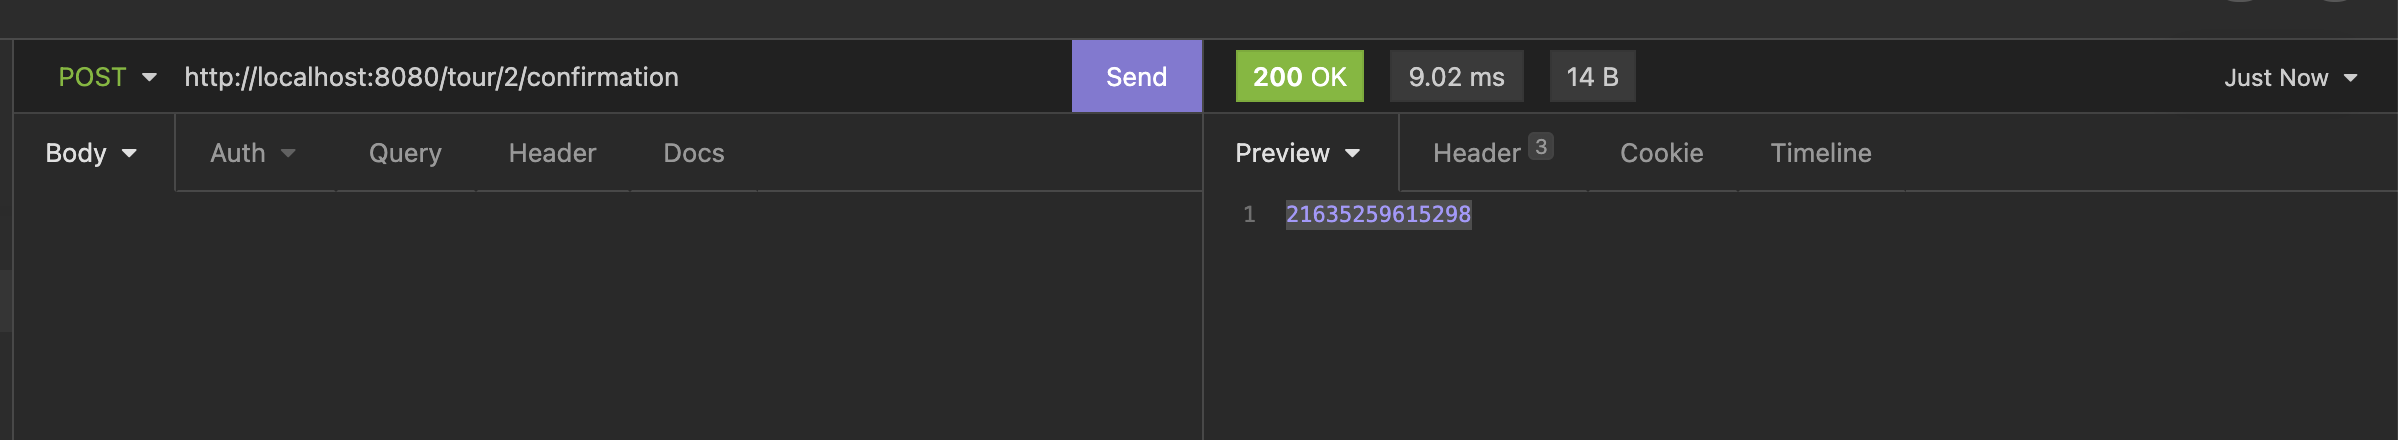 POST http://localhost:8080/tour/2/confirmation Send 200 OK 9.02 ms 14 B Just Now
Body Auth Query Header Docs Preview Header 3 Cookie Timeline
1 21635259615298